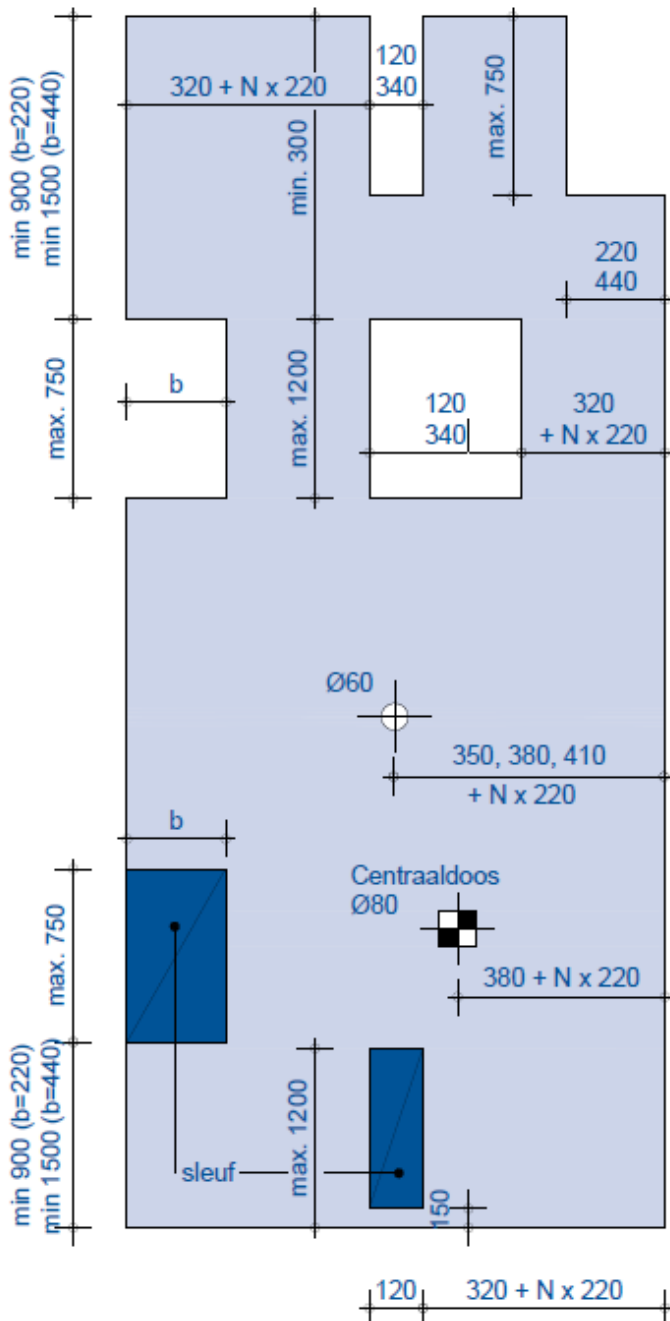 min 900 (b=220)
min 1500 (b=440)
320 + N x 220
120
340
max. 750
min. 300
220
440
max. 750
b
max. 1200
120
340
320
+ N x 220
Ø60
350, 380, 410
+ N x 220
b
Centraaldoos
Ø80
max. 750
380 + N x 220
min 900 (b=220)
min 1500 (b=440)
max. 1200
sleuf
150
120
320 + N x 220